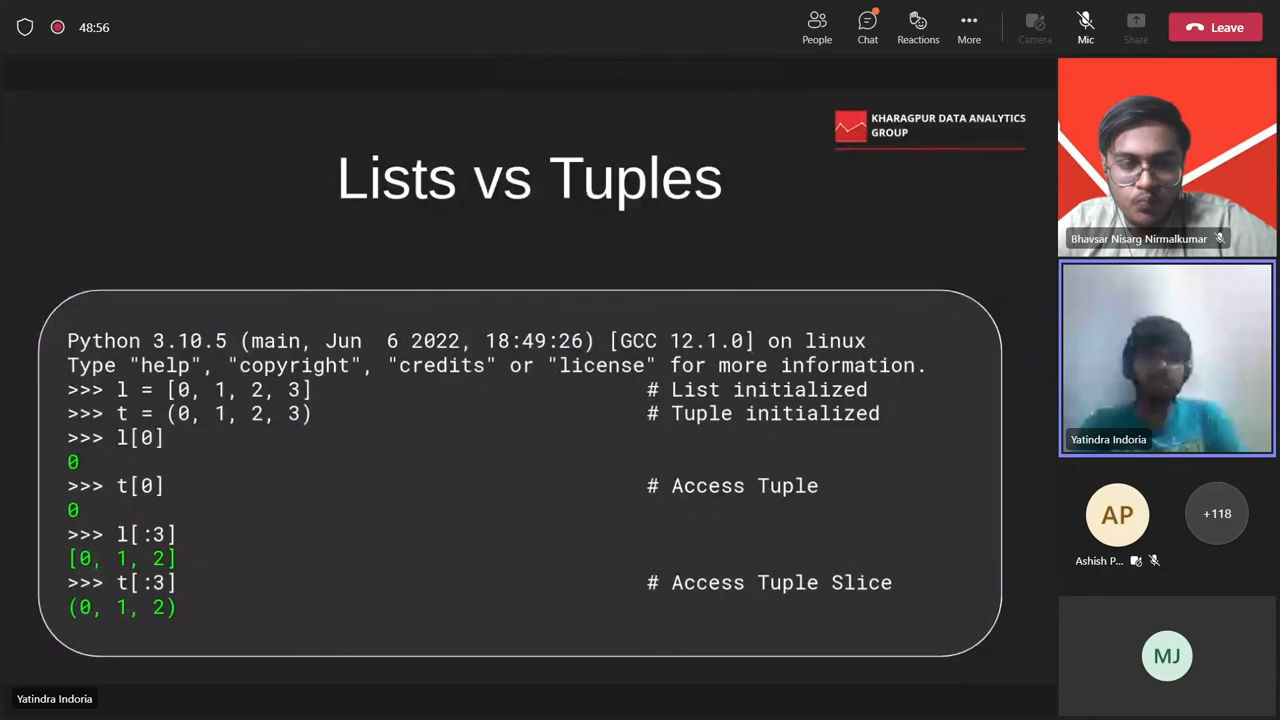 48:56
People
Chat
Reactions
More
Camera
Mic
Share
Leave
KHARAGPUR DATA ANALYTICS
GROUP
Lists vs Tuples
Python 3.10.5 (main, Jun  6 2022, 18:49:26) [GCC 12.1.0] on linux
Type "help", "copyright", "credits" or "license" for more information.
>>> l = [0, 1, 2, 3] # List initialized
>>> t = (0, 1, 2, 3) # Tuple initialized
>>> l[0]
0
>>> t[0] # Access Tuple
0
>>> l[:3]
[0, 1, 2]
>>> t[:3] # Access Tuple Slice
(0, 1, 2)
Yatindra Indoria
Bhavsar Nisarg Nirmalkumar
Yatindra Indoria
AP
+118
Ashish P...
MJ